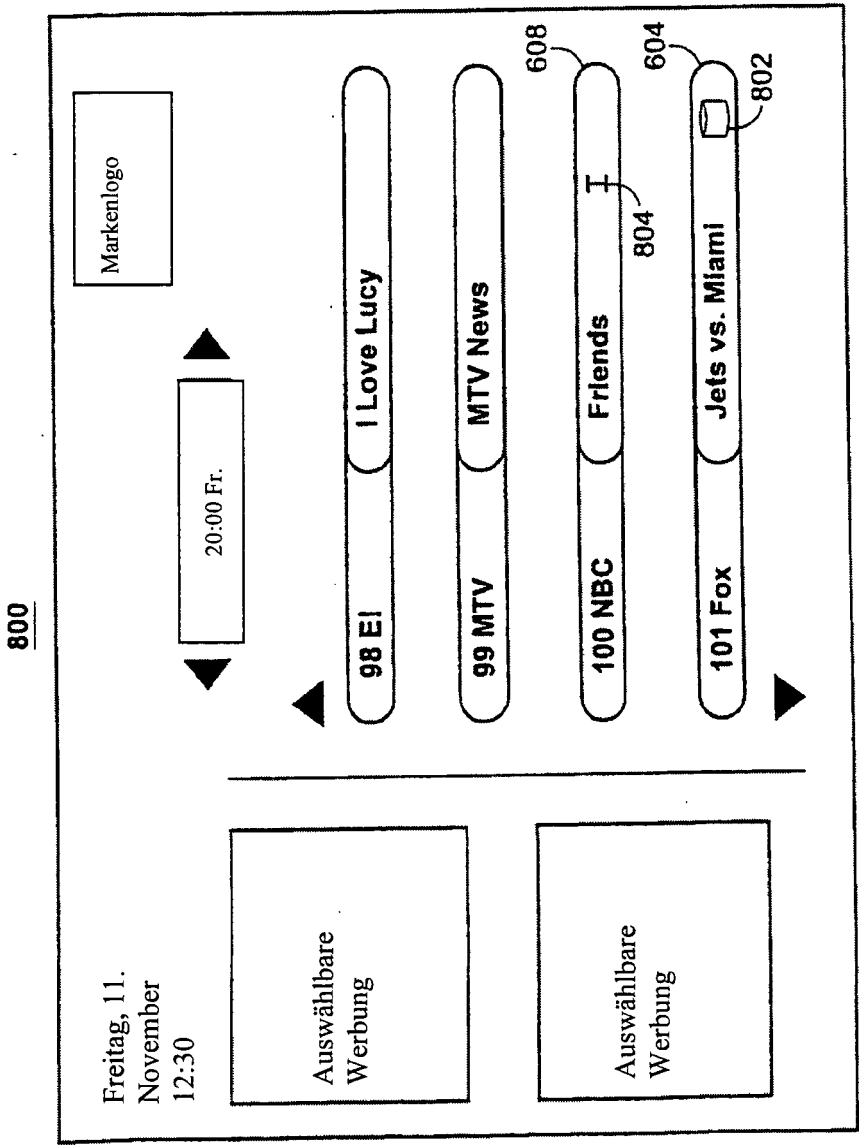 800
Freitag, 11.
November
12:30
Markenlogo
20:00 Fr.
Auswählbare
Werbung
Auswählbare
Werbung
98 E! I Love Lucy
99 MTV MTV News
100 NBC Friends
608
804
101 Fox Jets vs. Miami
604
802